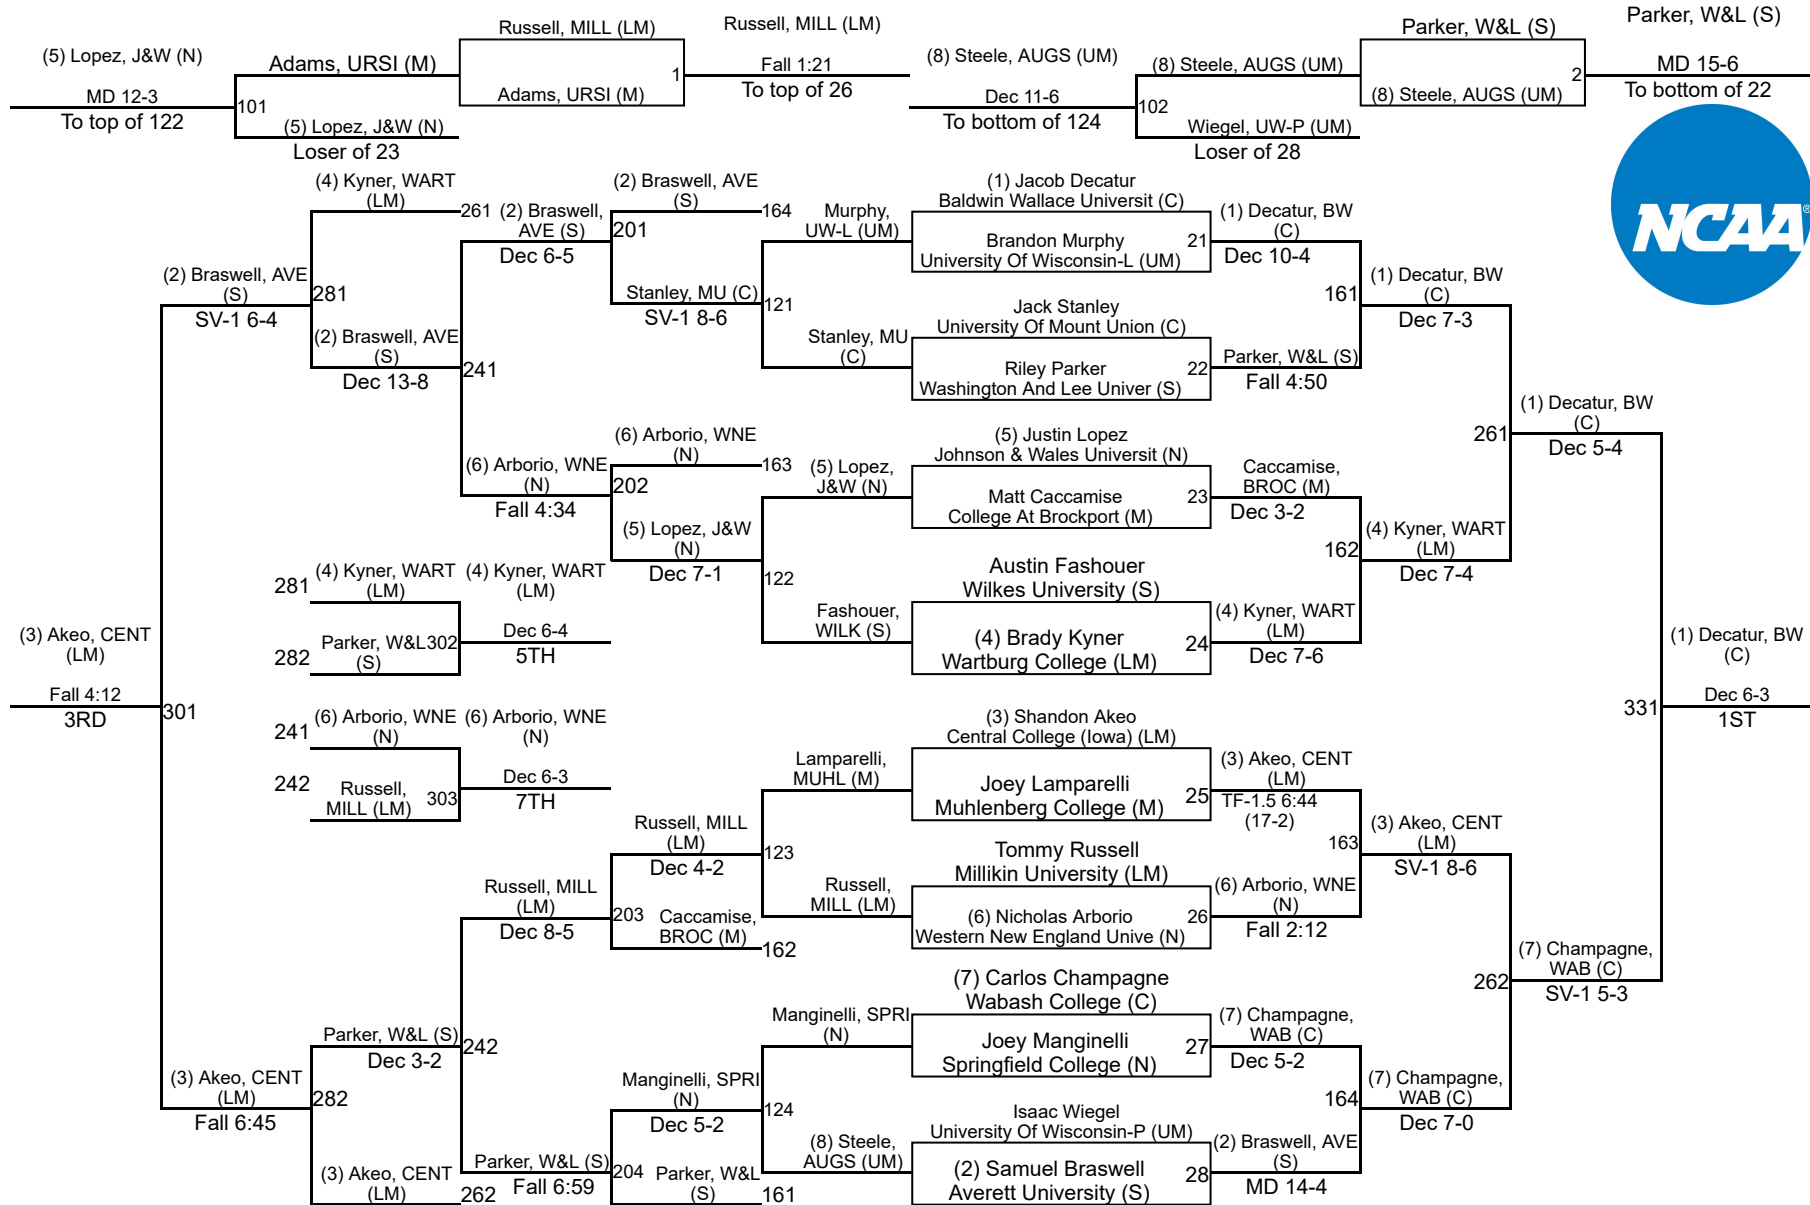 Russell, MILL (LM)
Russell, MILL (LM)
Parker, W&L (S)
Parker, W&L (S)
(5) Lopez, J&W (N)
Adams, URSI (M)
1
Fall 1:21
(8) Steele, AUGS (UM)
(8) Steele, AUGS (UM)
2
MD 15-6
MD 12-3
101
Adams, URSI (M)
To top of 26
Dec 11-6
102
(8) Steele, AUGS (UM)
To bottom of 22
To top of 122
(5) Lopez, J&W (N)
To bottom of 124
Wiegel, UW-P (UM)
Loser of 23
Loser of 28
NCAA®
(4) Kyner, WART
(LM)
261
(2) Braswell,
AVE (S)
Dec 6-5
201
(2) Braswell, AVE
(S)
164
Murphy,
UW-L (UM)
(1) Jacob Decatur
Baldwin Wallace Universit (C)
Brandon Murphy
University Of Wisconsin-L (UM)
21
(1) Decatur, BW
(C)
Dec 10-4
(2) Braswell, AVE
(S)
SV-1 6-4
281
Stanley, MU (C)
SV-1 8-6
121
161
(1) Decatur, BW
(C)
Dec 7-3
(2) Braswell, AVE
(S)
Dec 13-8
241
Stanley, MU
(C)
Jack Stanley
University Of Mount Union (C)
Riley Parker
Washington And Lee Univer (S)
22
Parker, W&L (S)
Fall 4:50
(1) Decatur, BW
(C)
Dec 5-4
261
(6) Arborio, WNE
(N)
Fall 4:34
202
(6) Arborio, WNE
(N)
163
(5) Lopez,
J&W (N)
(5) Justin Lopez
Johnson & Wales Universit (N)
Matt Caccamise
College At Brockport (M)
23
Caccamise,
BROC (M)
Dec 3-2
(5) Lopez, J&W
(N)
Dec 7-1
122
162
(4) Kyner, WART
(LM)
Dec 7-4
281
(4) Kyner, WART
(LM)
(4) Kyner, WART
(LM)
Fashouer,
WILK (S)
Austin Fashouer
Wilkes University (S)
(4) Brady Kyner
Wartburg College (LM)
24
(4) Kyner, WART
(LM)
Dec 7-6
282
Parker, W&L
(S)
302
Dec 6-4
5TH
(3) Akeo, CENT
(LM)
Fall 4:12
3RD
301
331
(1) Decatur, BW
(C)
Dec 6-3
1ST
241
(6) Arborio, WNE
(N)
(6) Arborio, WNE
(N)
242
Russell,
MILL (LM)
303
Dec 6-3
7TH
Lamparelli,
MUHL (M)
(3) Shandon Akeo
Central College (Iowa) (LM)
Joey Lamparelli
Muhlenberg College (M)
25
(3) Akeo, CENT
(LM)
TF-1.5 6:44
(17-2)
Russell, MILL
(LM)
Dec 4-2
123
163
(3) Akeo, CENT
(LM)
SV-1 8-6
Russell, MILL
(LM)
Dec 8-5
203
Caccamise,
BROC (M)
162
Russell,
MILL (LM)
Tommy Russell
Millikin University (LM)
(6) Nicholas Arborio
Western New England Unive (N)
26
(6) Arborio, WNE
(N)
Fall 2:12
262
(7) Champagne,
WAB (C)
SV-1 5-3
Parker, W&L (S)
Dec 3-2
242
Manginelli, SPRI
(N)
(7) Carlos Champagne
Wabash College (C)
Joey Manginelli
Springfield College (N)
27
(7) Champagne,
WAB (C)
Dec 5-2
(3) Akeo, CENT
(LM)
Fall 6:45
282
Manginelli, SPRI
(N)
Dec 5-2
124
164
(7) Champagne,
WAB (C)
Dec 7-0
(3) Akeo, CENT
(LM)
262
Parker, W&L (S)
Fall 6:59
204
Parker, W&L
(S)
161
(8) Steele,
AUGS (UM)
Isaac Wiegel
University Of Wisconsin-P (UM)
(2) Samuel Braswell
Averett University (S)
28
(2) Braswell, AVE
(S)
MD 14-4